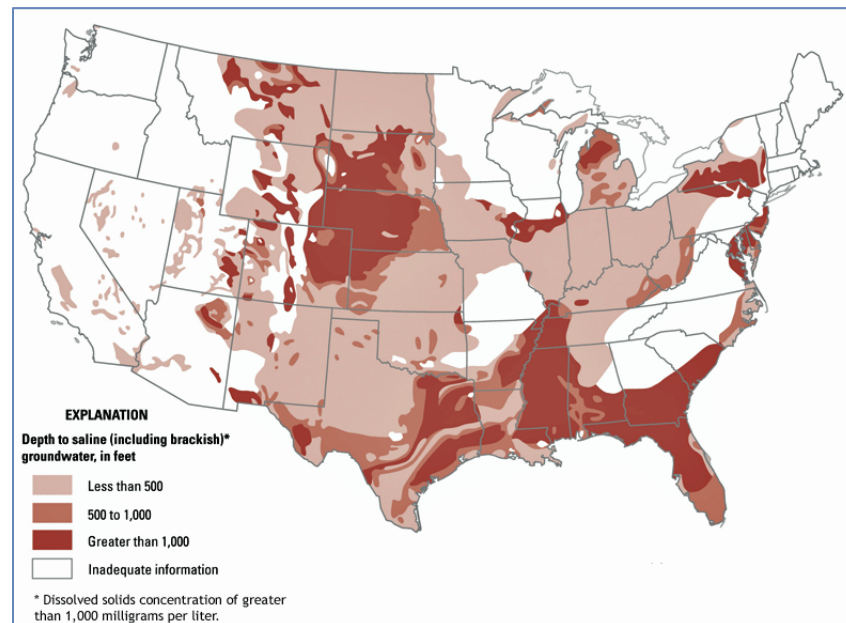 EXPLANATION
Depth to saline (including brackish)*
groundwater, in feet
Less than 500
500 to 1,000
Greater than 1,000
Inadequate information
* Dissolved solids concentration of greater
than 1,000 milligrams per liter.